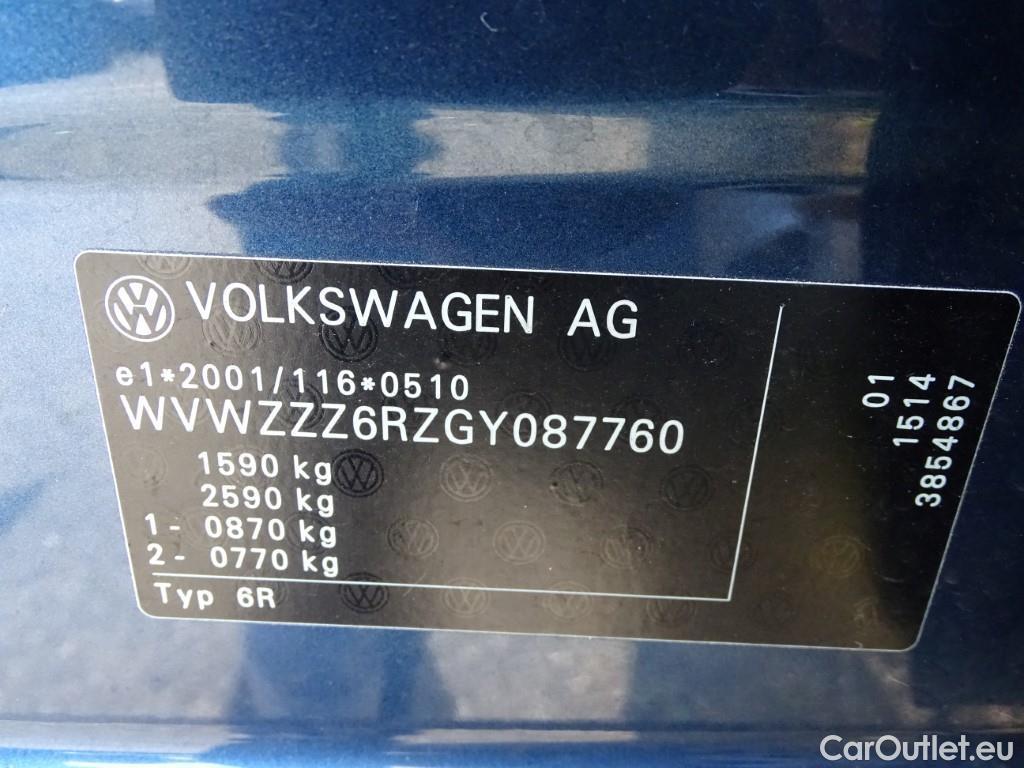 VOLKSWAGEN AG
e1*2001/116*0510
WVWZZZ6RZGY087760
1590 kg
2590 kg
1- 0870 kg
2- 0770 kg
Typ 6R
01
1514
3854867
CarOutlet.eu